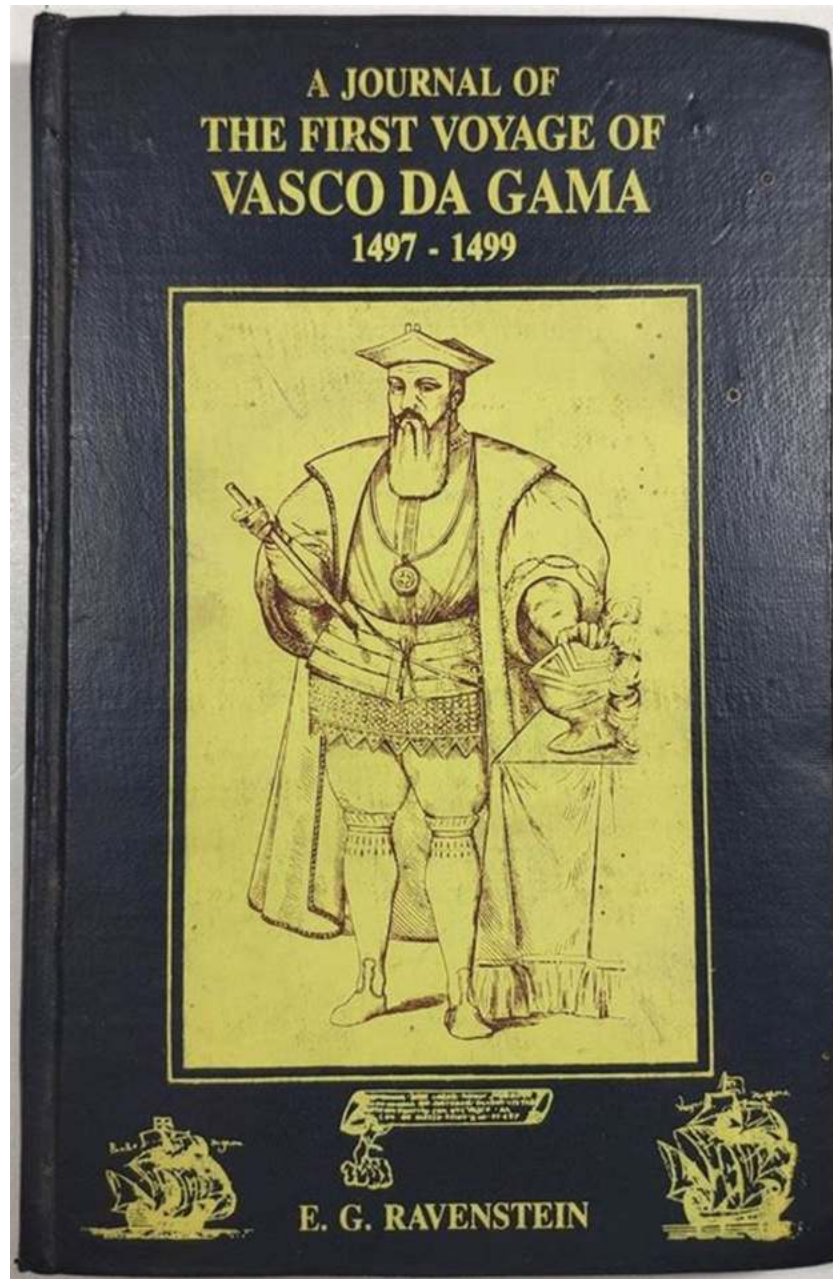 A JOURNAL OF
THE FIRST VOYAGE OF
VASCO DA GAMA
1497 - 1499
E. G. RAVENSTEIN